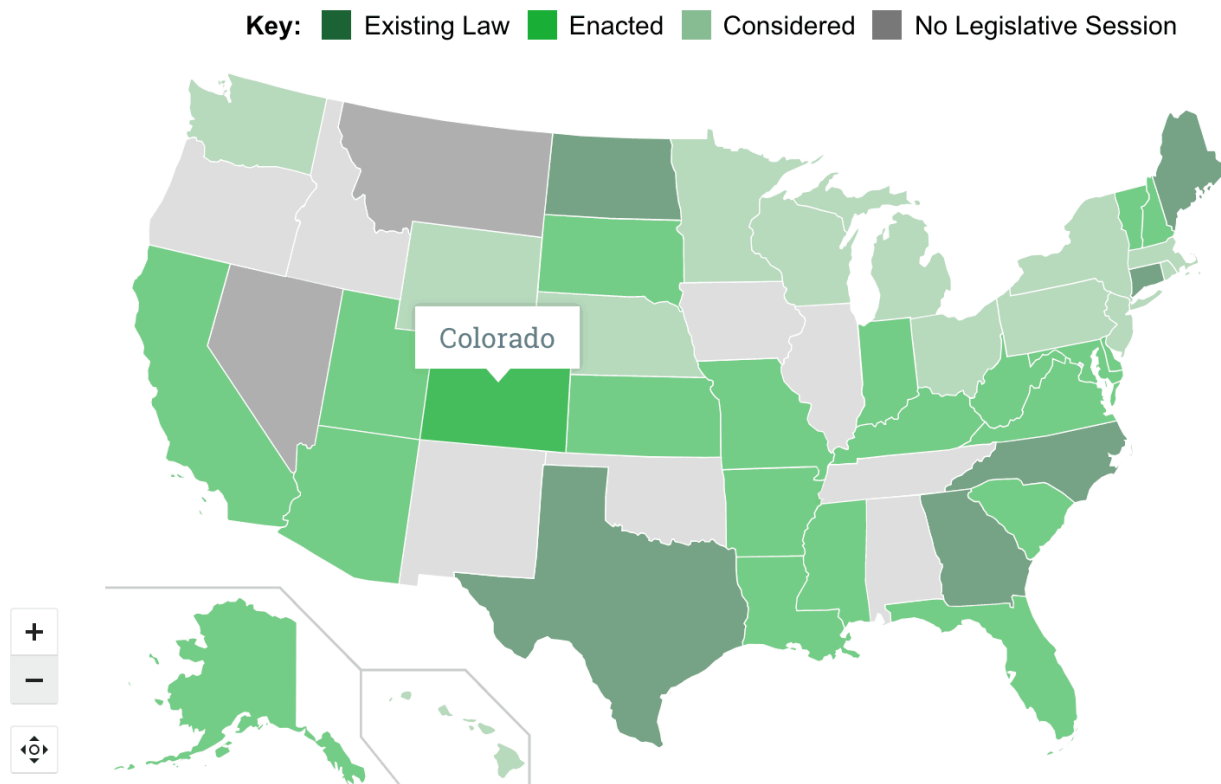 Key: Existing Law Enacted Considered No Legislative Session
Colorado
+
−